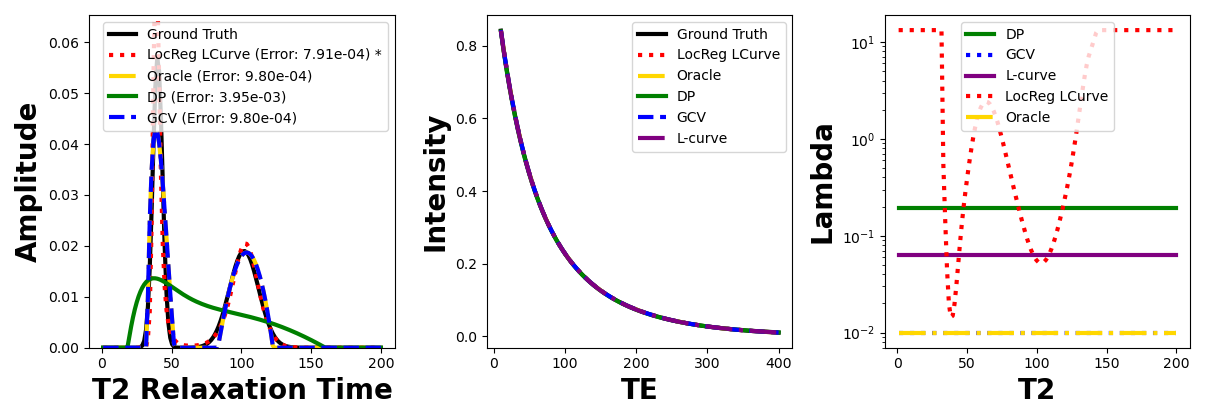 Amplitude
0.06
0.05
0.04
0.03
0.02
0.01
0.00
Ground Truth
LocReg LCurve (Error: 7.91e-04) *
Oracle (Error: 9.80e-04)
DP (Error: 3.95e-03)
GCV (Error: 9.80e-04)
0 50 100 150 200
T2 Relaxation Time
Intensity
0.8
0.6
0.4
0.2
0.0
Ground Truth
LocReg LCurve
Oracle
DP
GCV
L-curve
0 100 200 300 400
TE
Lambda
10¹
10⁰
10⁻¹
10⁻²
DP
GCV
L-curve
LocReg LCurve
Oracle
0 50 100 150 200
T2